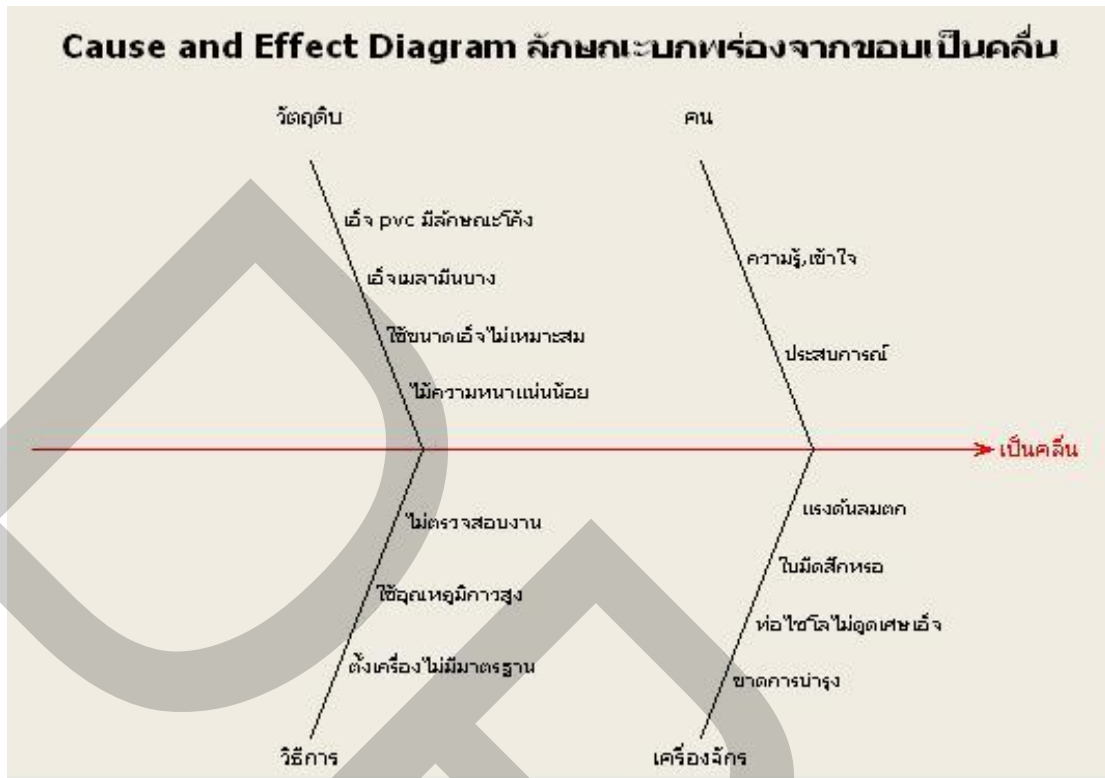 Cause and Effect Diagram ลักษณะบกพร่องจากขอบเป็นคลื่น
วัตถุดิบ
คน
เอ็จ pvc มีลักษณะโค้ง
เอ็จเมลามีนบาง
ใช้ขนาดเอ็จไม่เหมาะสม
ไม้ความหนาแน่นน้อย
ความรู้,เข้าใจ
ประสบการณ์
เป็นคลื่น
ไม่ตรวจสอบงาน
ใช้อุณหภูมิกาวสูง
ตั้งเครื่องไม่มีมาตรฐาน
แรงดันลมตก
ใบมีดสึกหรอ
ท่อไซโลไม่ดูดเศษเอ็จ
ขาดการบำรุง
วิธีการ
เครื่องจักร